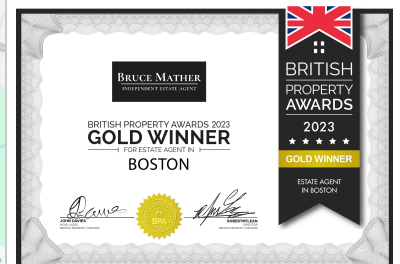 BRUCE MATHER
INDEPENDENT ESTATE AGENT
BRITISH PROPERTY AWARDS 2023
GOLD WINNER
FOR ESTATE AGENT IN
BOSTON
JOHN DAVIES
ROBERT MCLEAN
DIRECTOR
BPA
BRITISH
PROPERTY
AWARDS
2023
GOLD WINNER
ESTATE AGENT
IN BOSTON